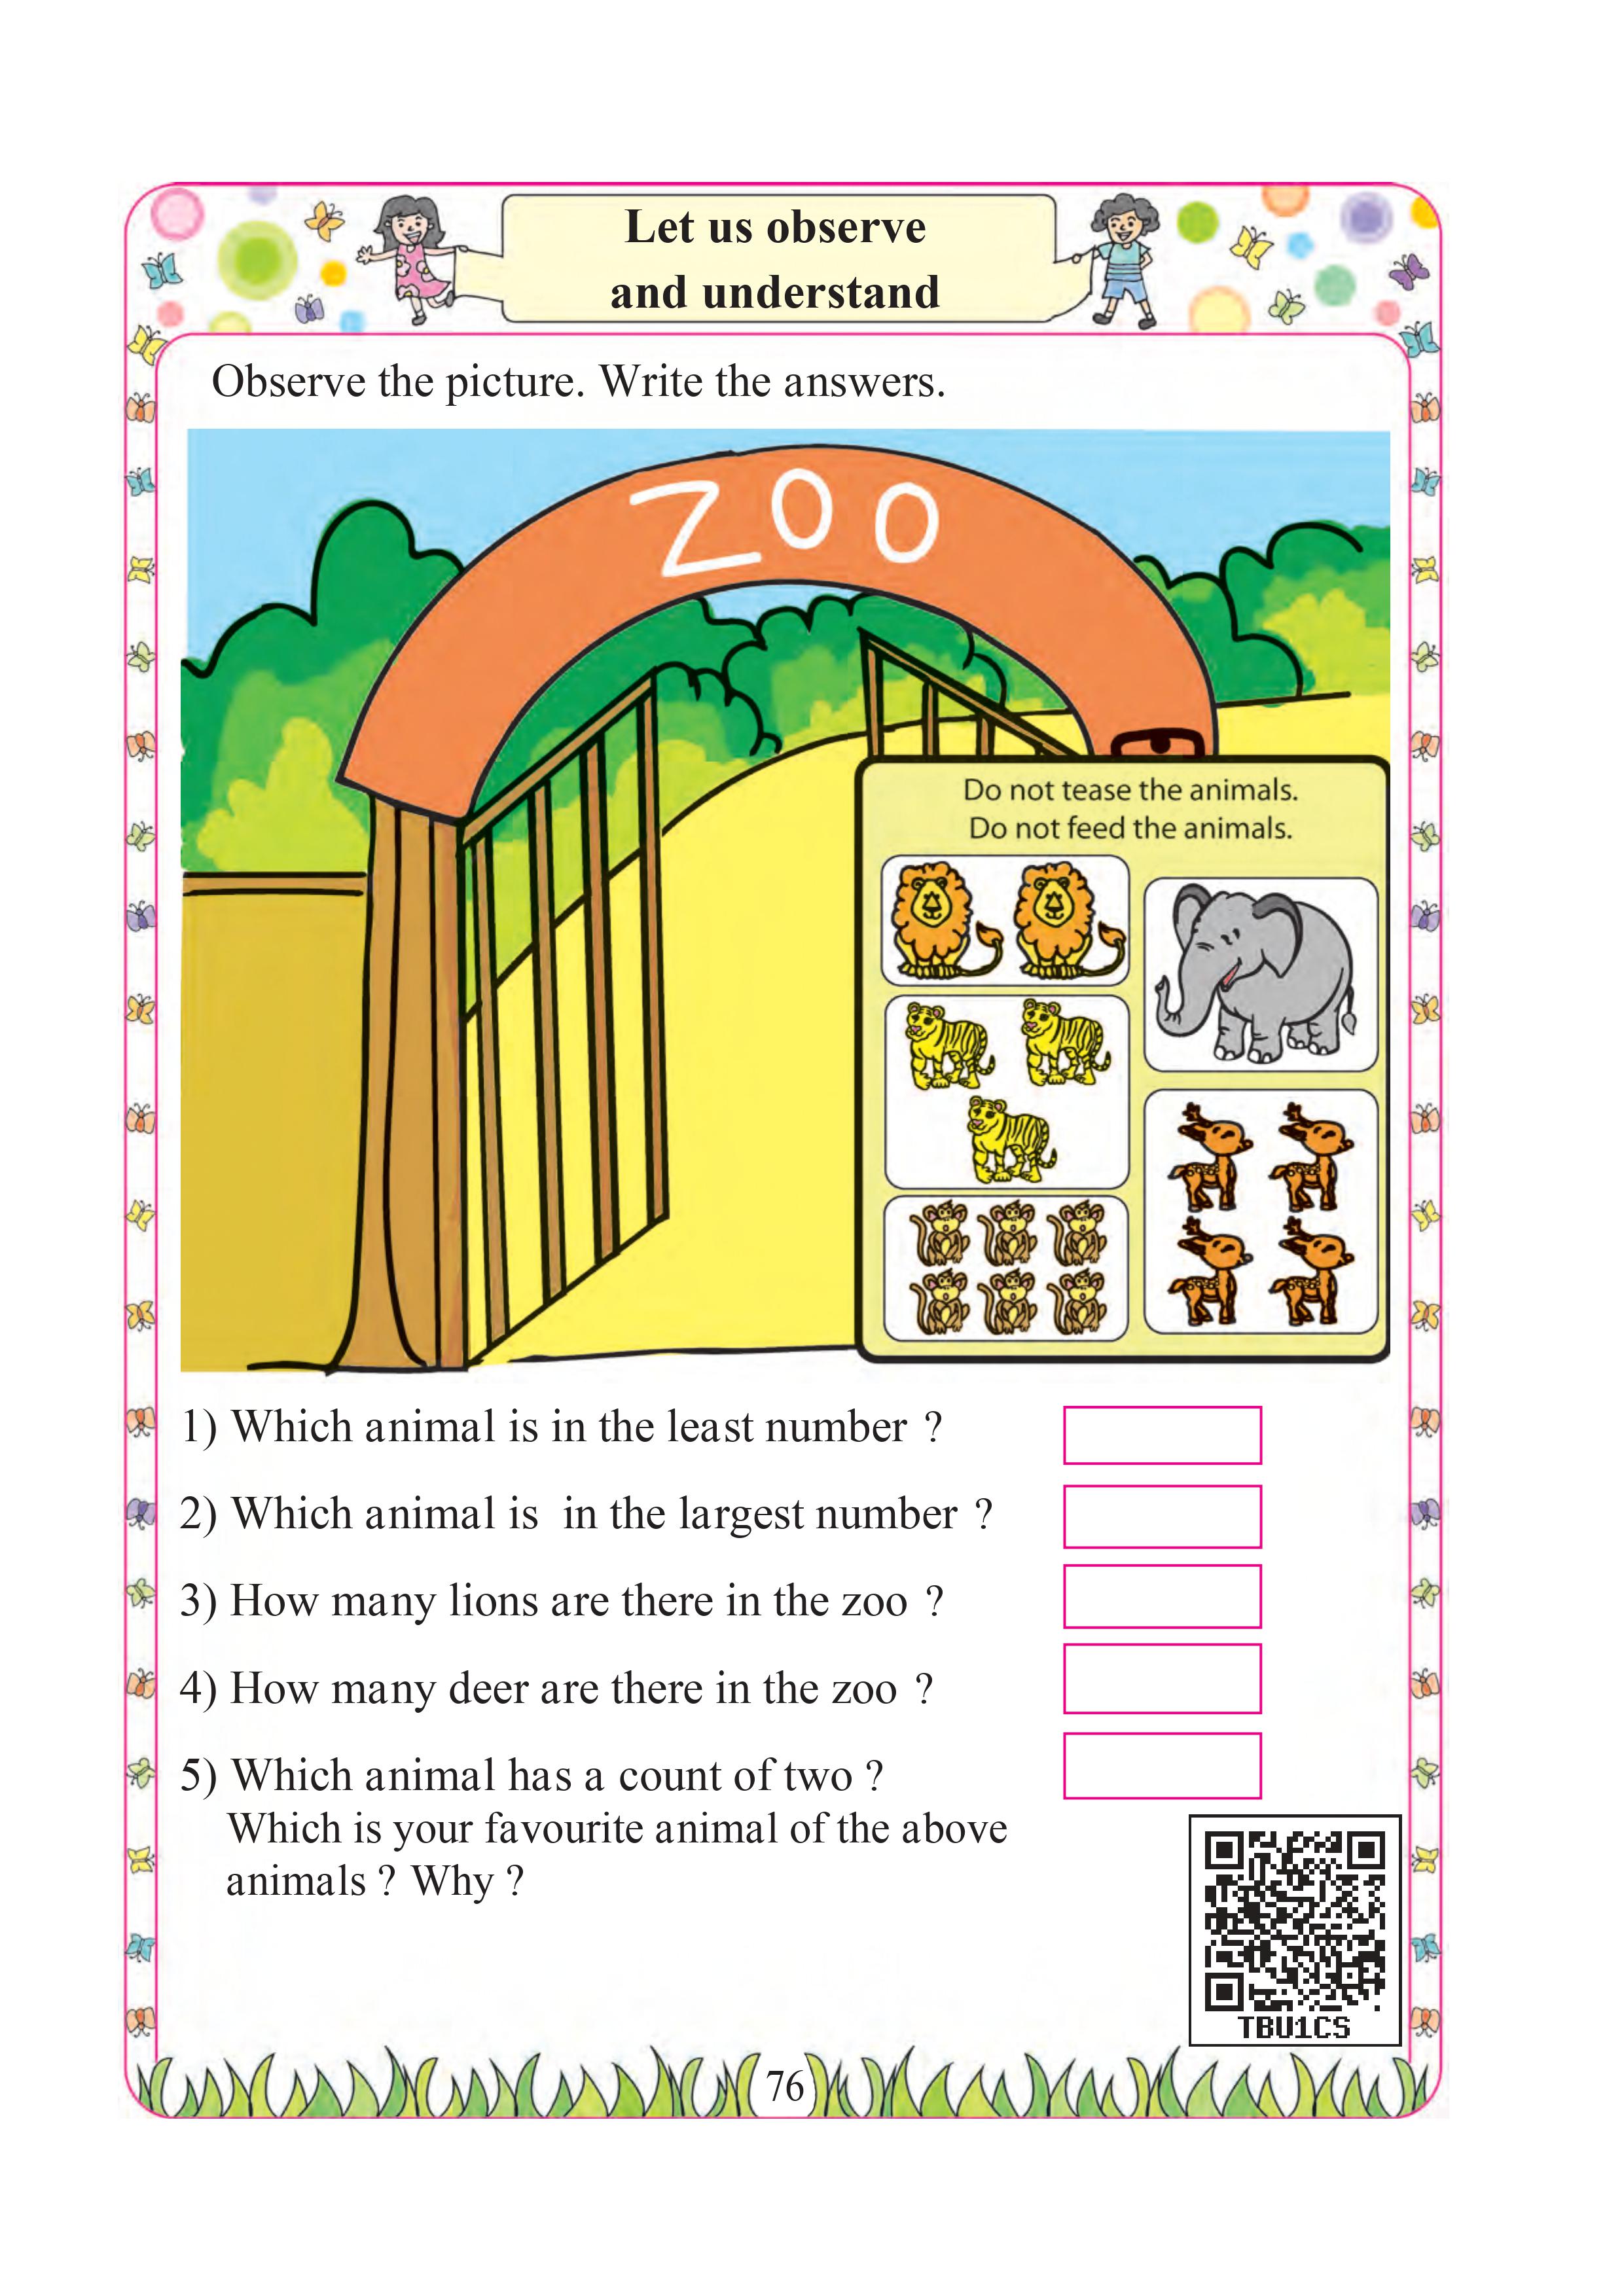 Let us observe
and understand
Observe the picture. Write the answers.
ZOO
Do not tease the animals.
Do not feed the animals.
1) Which animal is in the least number ?
2) Which animal is in the largest number ?
3) How many lions are there in the zoo ?
4) How many deer are there in the zoo ?
5) Which animal has a count of two ?
Which is your favourite animal of the above
animals ? Why ?
TBU1CS
76